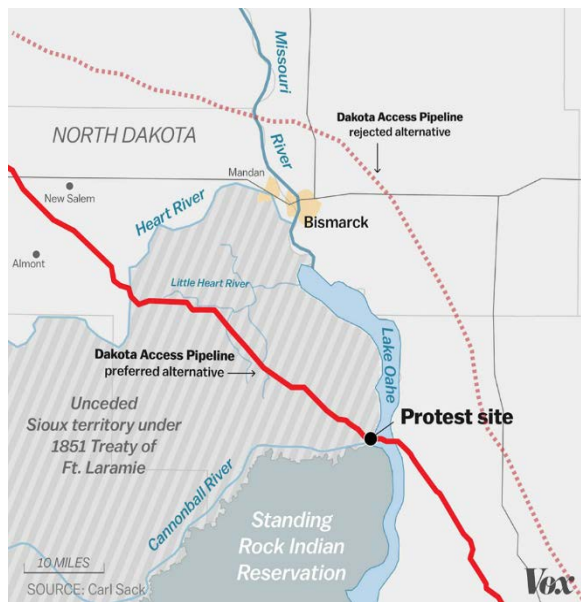 Missouri
River
Dakota Access Pipeline
rejected alternative
NORTH DAKOTA
Mandan
New Salem
Bismarck
Heart River
Almont
Little Heart River
Lake Oahe
Dakota Access Pipeline
preferred alternative
Protest site
Unceded
Sioux territory under
1851 Treaty of
Ft. Laramie
Cannonball River
Standing
Rock Indian
Reservation
10 MILES
SOURCE: Carl Sack
Vox